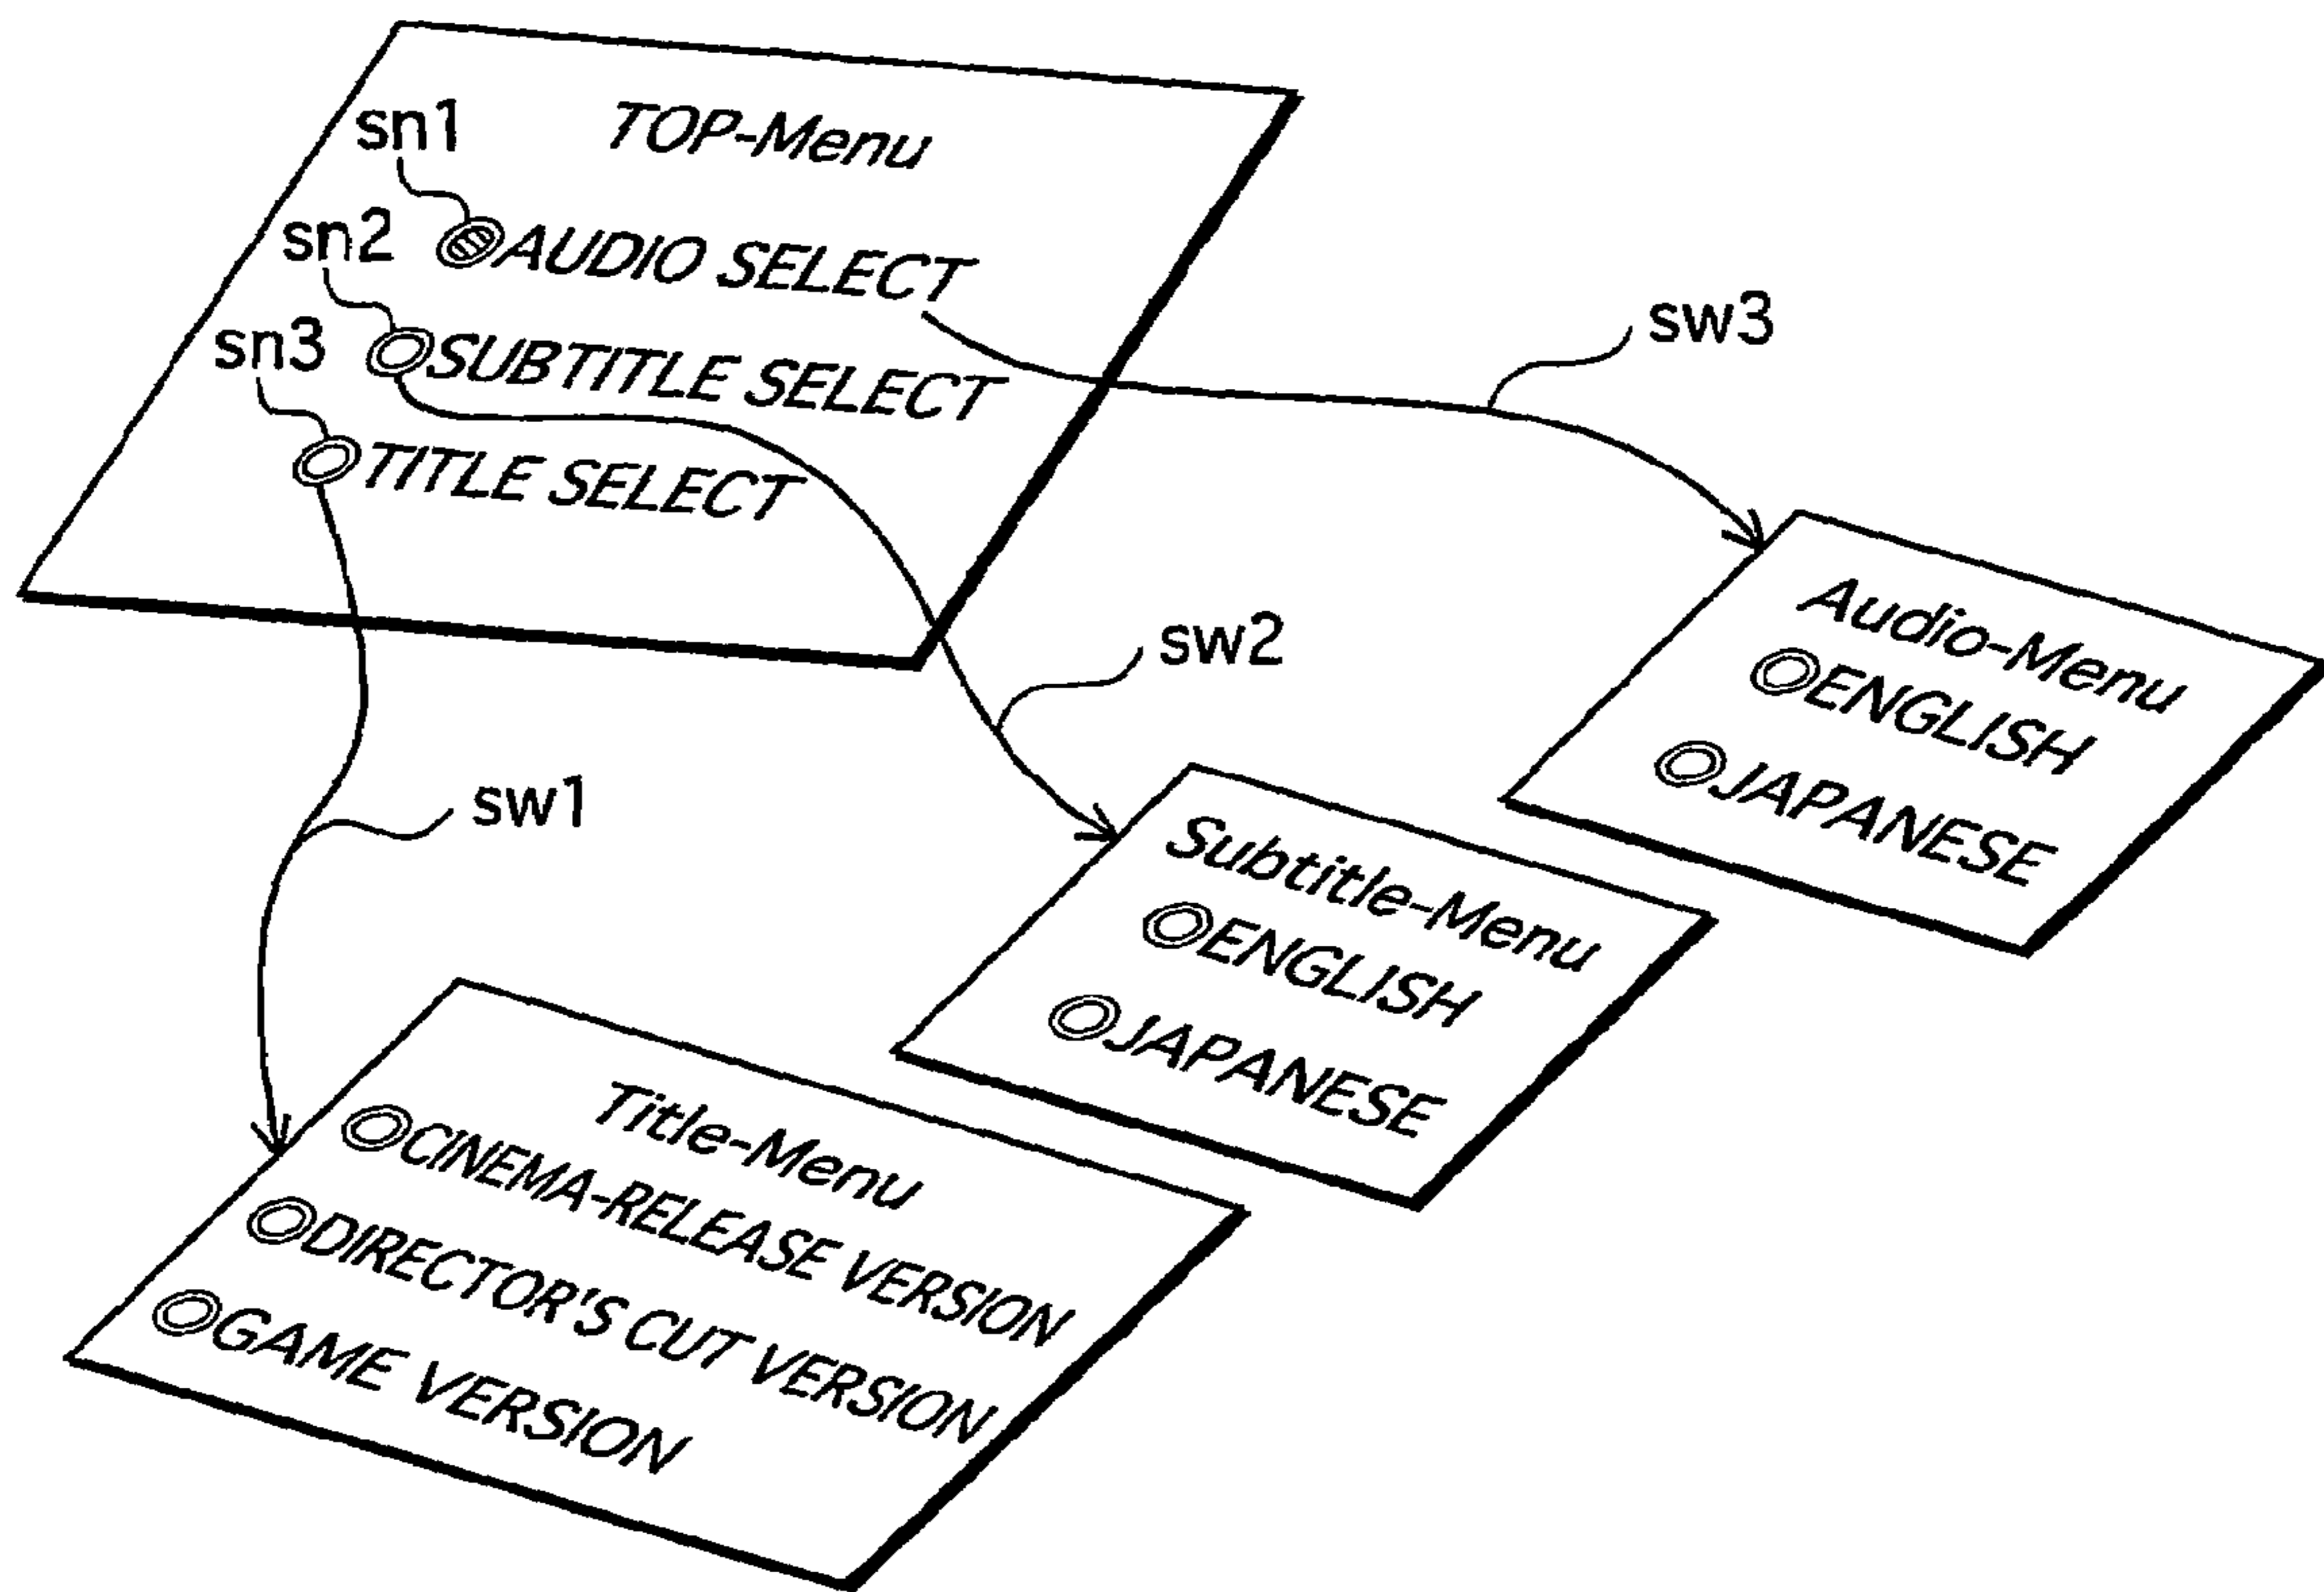 sn1
TOP-Menu
sn2
AUDIO SELECT
sn3
SUBTITLE SELECT
TITLE SELECT
sw3
sw2
sw1
Audio-Menu
ENGLISH
JAPANESE
Subtitle-Menu
ENGLISH
JAPANESE
Title-Menu
CINEMA-RELEASE VERSION
DIRECTOR'S CUT VERSION
GAME VERSION